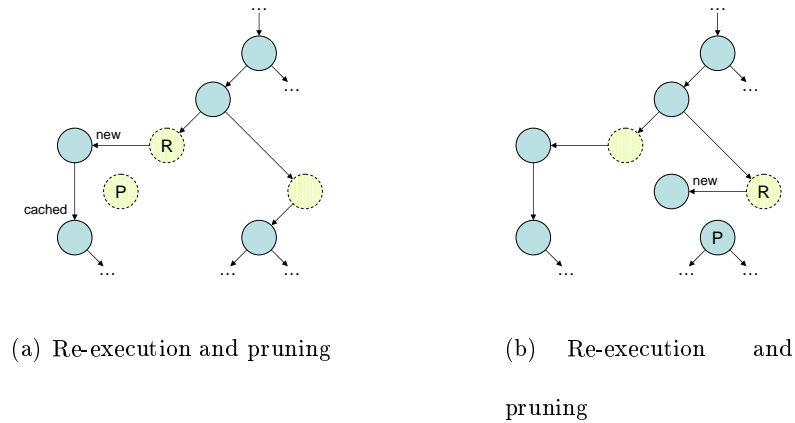 ...
...
new
R
P
cached
...
...
...
(a) Re-execution and pruning
...
...
new
R
P
...
...
...
(b) Re-execution and
pruning